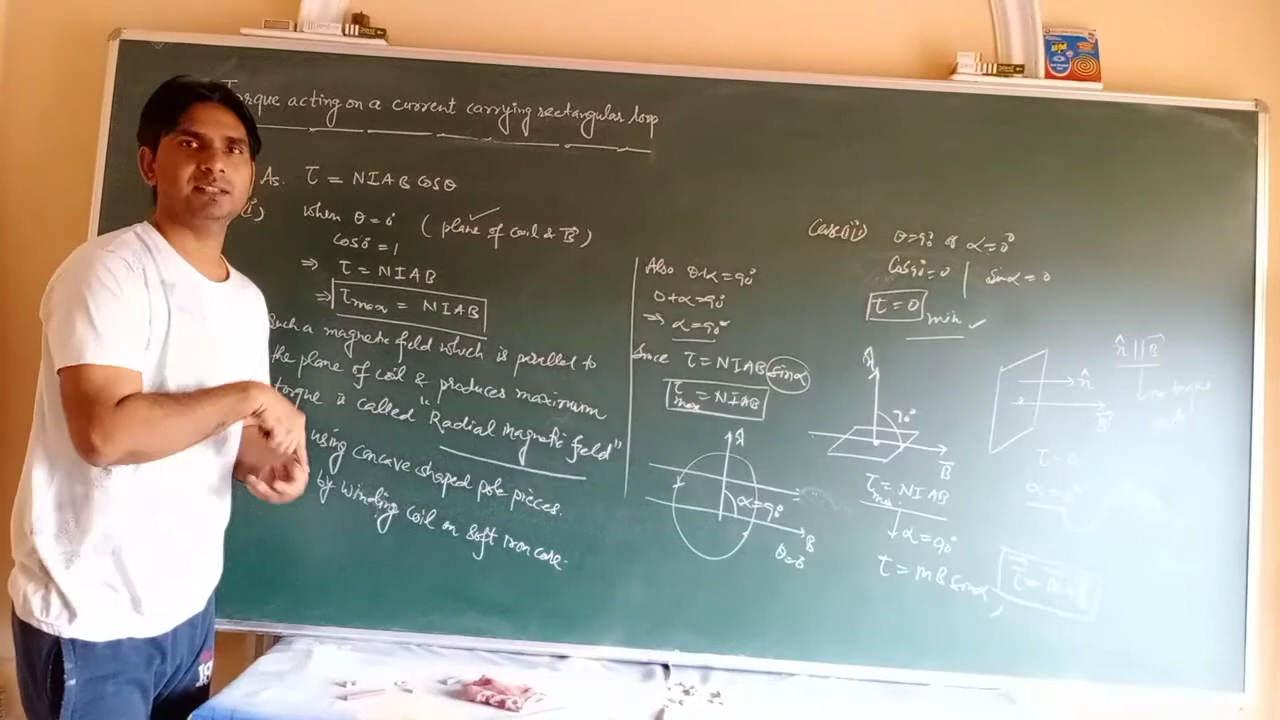 Torque acting on a current carrying rectangular loop
As. τ = NIAB cosθ
(i) when θ = 0° ( plane of coil & B⃗ )
cos0° = 1
⇒ τ = NIAB
⇒ τmax = NIAB
Such a magnetic field which is parallel to
the plane of coil & produces maximum
torque is called "Radial magnetic field"
using concave shaped pole pieces.
by winding coil on soft iron core.
Also θ+α = 90°
0+α = 90°
⇒ α = 90°
Since τ = NIAB sinα
τmax = NIAB
n̂
α = 90°
B
θ=0°
Case(ii) θ = 90° or α = 0°
Cos90° = 0 | sinα = 0
τ = 0 min ✓
n̂
90°
B
τmax = NIAB
↓ α = 90°
τ = mB sinα,
n̂ || B⃗
n̂
B